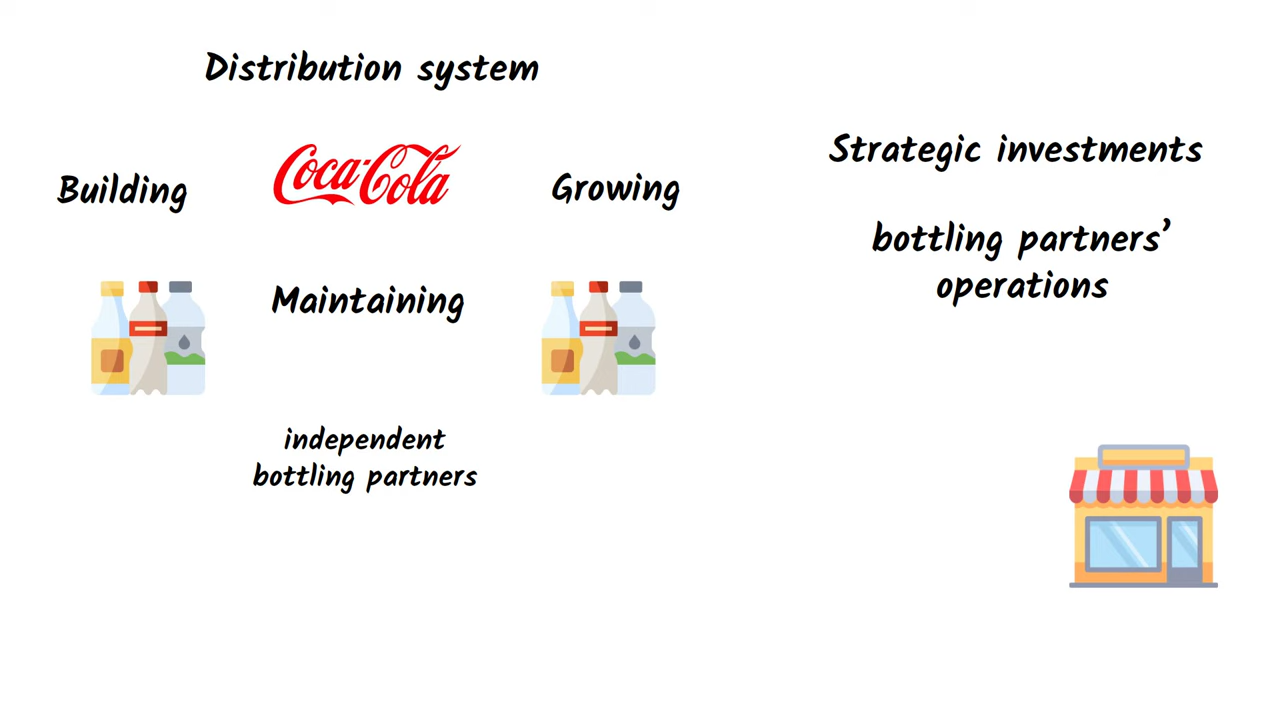 Distribution system
Building
Coca-Cola
Growing
Maintaining
independent
bottling partners
Strategic investments
bottling partners’
operations